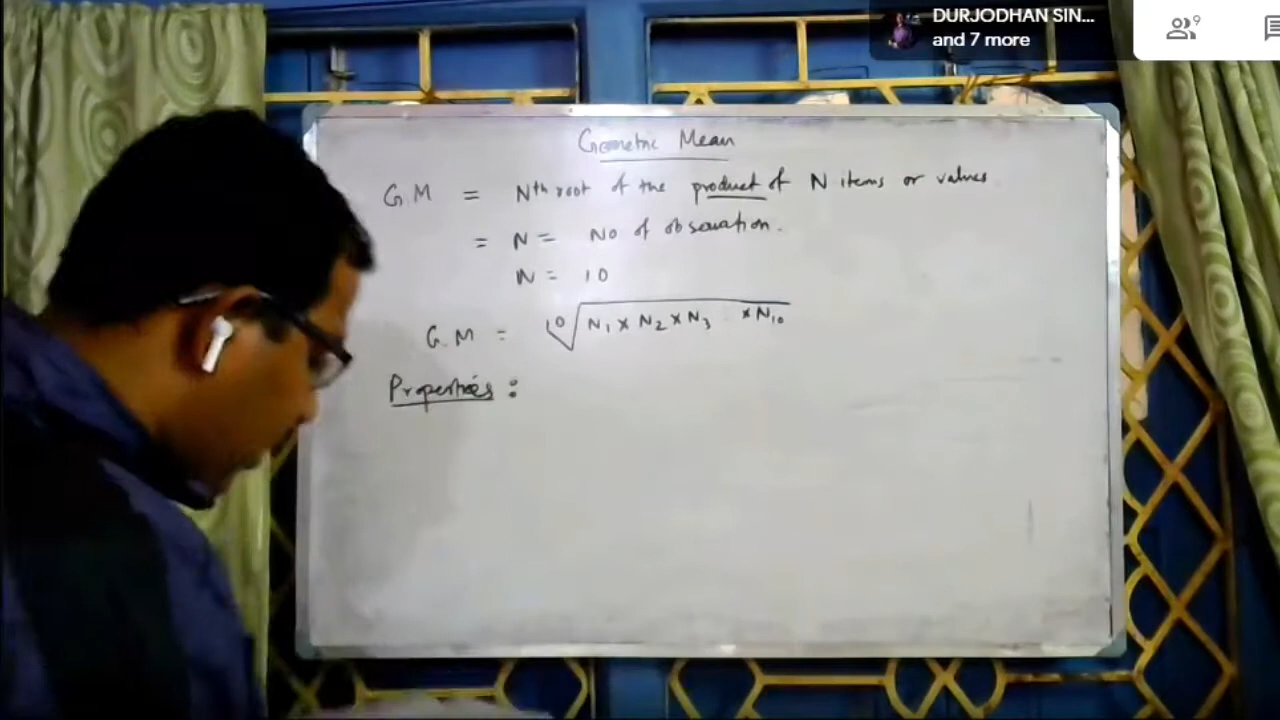 DURJODHAN SIN...
and 7 more
9
Geometric Mean
G.M = Nth root of the product of N items or values
= N = No of observation.
N = 10
G.M = 10√N1 × N2 × N3 × N10
Properties :